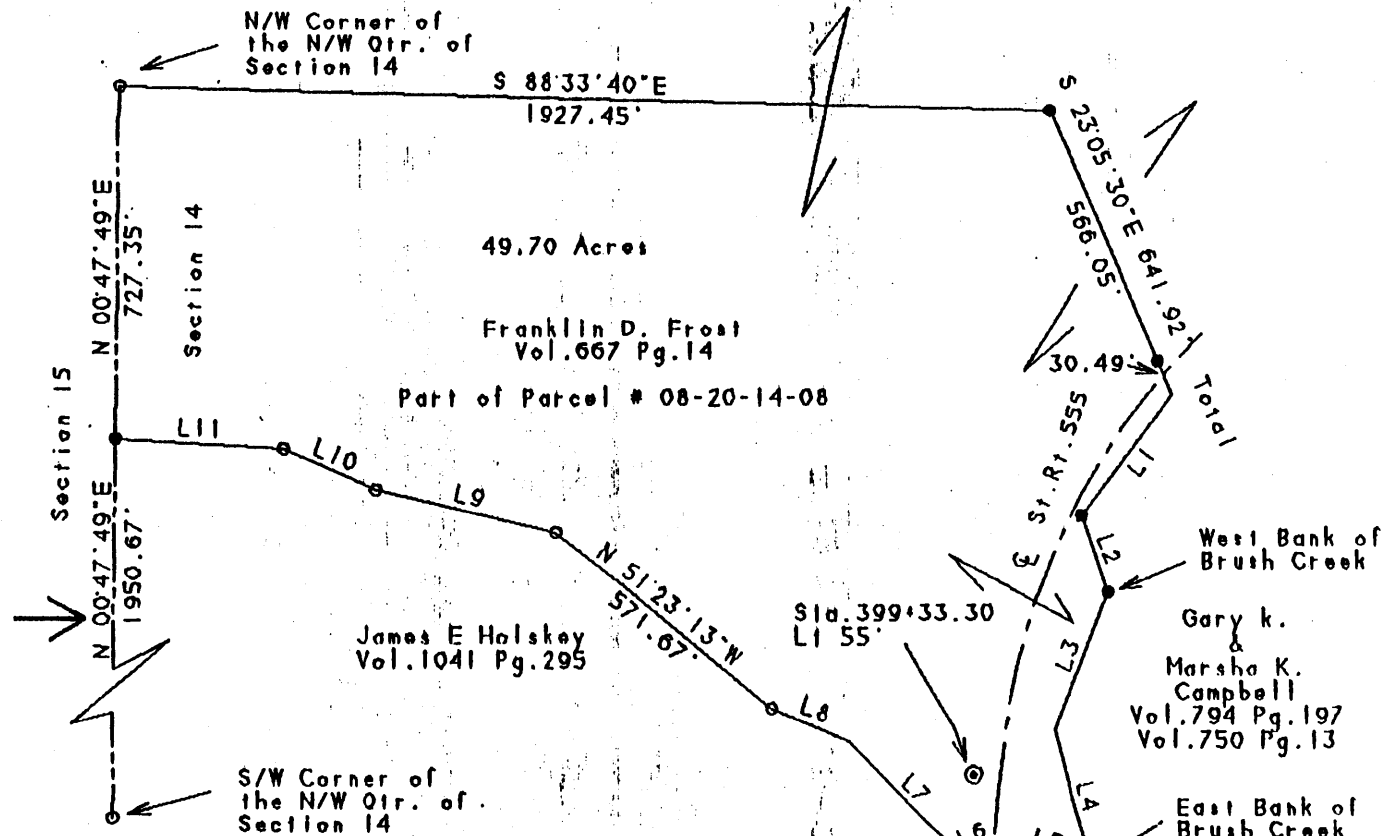 N/W Corner of
the N/W Qtr. of
Section 14
S 88°33'40"E
1927.45'
S 23°05'30"E 641.92'
Total
566.05'
30.49'
N 00°47'49"E
727.35'
Section 14
Section 15
49.70 Acres
Franklin D. Frost
Vol.667 Pg.14
Part of Parcel # 08-20-14-08
L11
L10
L9
N 51°23'13"W
571.67'
L8
L7
St.Rt.555
L1
L2
L3
L4
West Bank of
Brush Creek
Gary k.
&
Marsha K.
Campbell
Vol.794 Pg.197
Vol.750 Pg.13
East Bank of
Brush Creek
Sta.399+33.30
Lt 55'
James E Halskey
Vol.1041 Pg.295
N 00°47'49"E
1950.67'
S/W Corner of
the N/W Qtr. of
Section 14
6